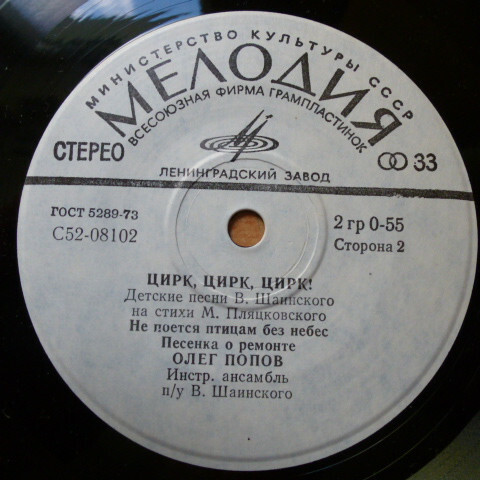 МИНИСТЕРСТВО КУЛЬТУРЫ СССР
МЕЛОДИЯ
ВСЕСОЮЗНАЯ ФИРМА ГРАМПЛАСТИНОК
СТЕРЕО
33
ЛЕНИНГРАДСКИЙ ЗАВОД
ГОСТ 5289-73
2 гр 0-55
С52-08102
Сторона 2
ЦИРК, ЦИРК, ЦИРК!
Детские песни В. Шаинского
на стихи М. Пляцковского
Не поется птицам без небес
Песенка о ремонте
ОЛЕГ ПОПОВ
Инстр. ансамбль
п/у В. Шаинского